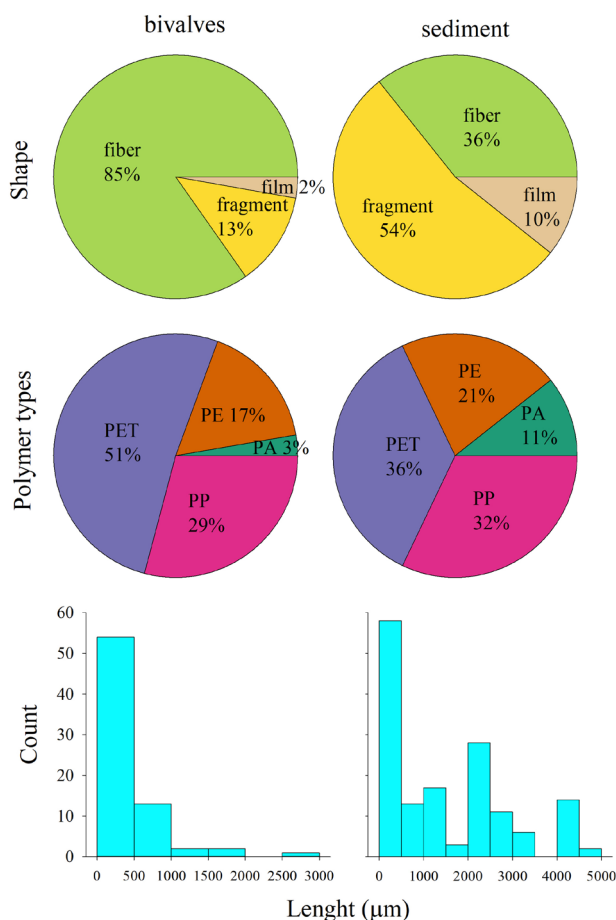 bivalves
sediment
Shape
fiber
85%
film 2%
fragment
13%
fiber
36%
fragment
54%
film
10%
Polymer types
PET
51%
PE 17%
PA 3%
PP
29%
PE
21%
PA
11%
PET
36%
PP
32%
Count
60
50
40
30
20
10
0
0 500 1000 1500 2000 2500 3000
0 1000 2000 3000 4000 5000
Lenght (µm)